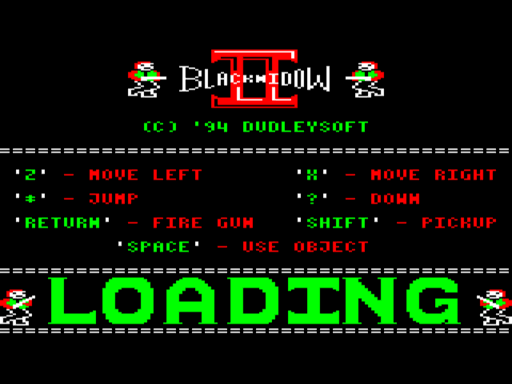 BLACKWIDOW
II
(C) '94 DUDLEYSOFT
'Z' - MOVE LEFT 'X' - MOVE RIGHT
'*' - JUMP '?' - DOWN
'RETURN' - FIRE GUN 'SHIFT' - PICKUP
'SPACE' - USE OBJECT
LOADING